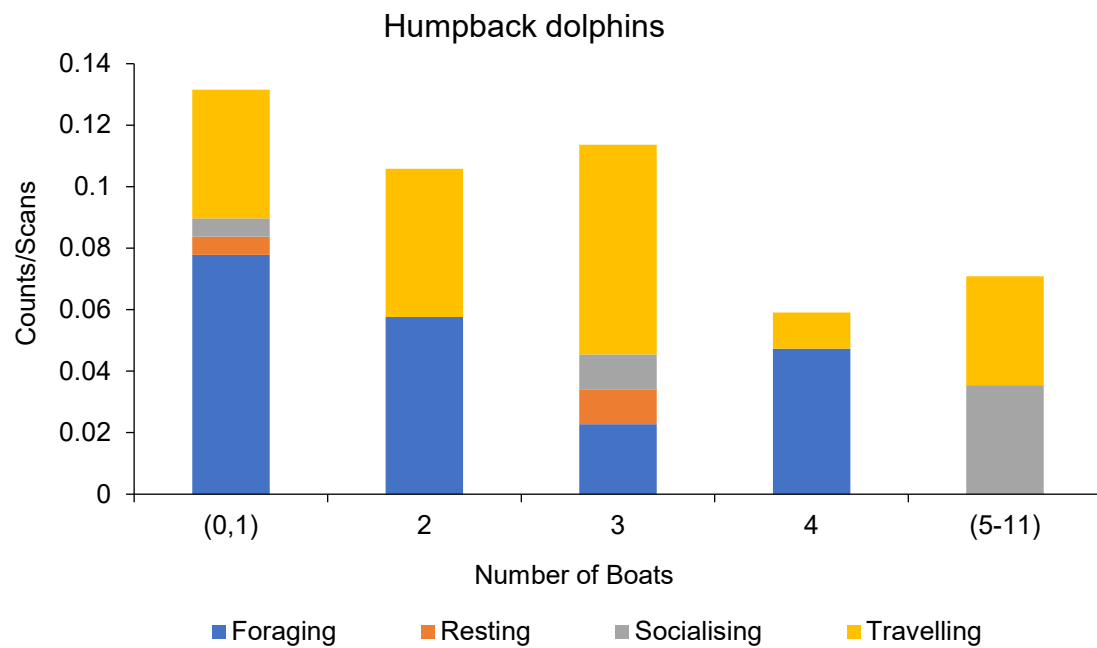 Humpback dolphins
Counts/Scans
0.14
0.12
0.1
0.08
0.06
0.04
0.02
0
(0,1) 2 3 4 (5-11)
Number of Boats
Foraging Resting Socialising Travelling